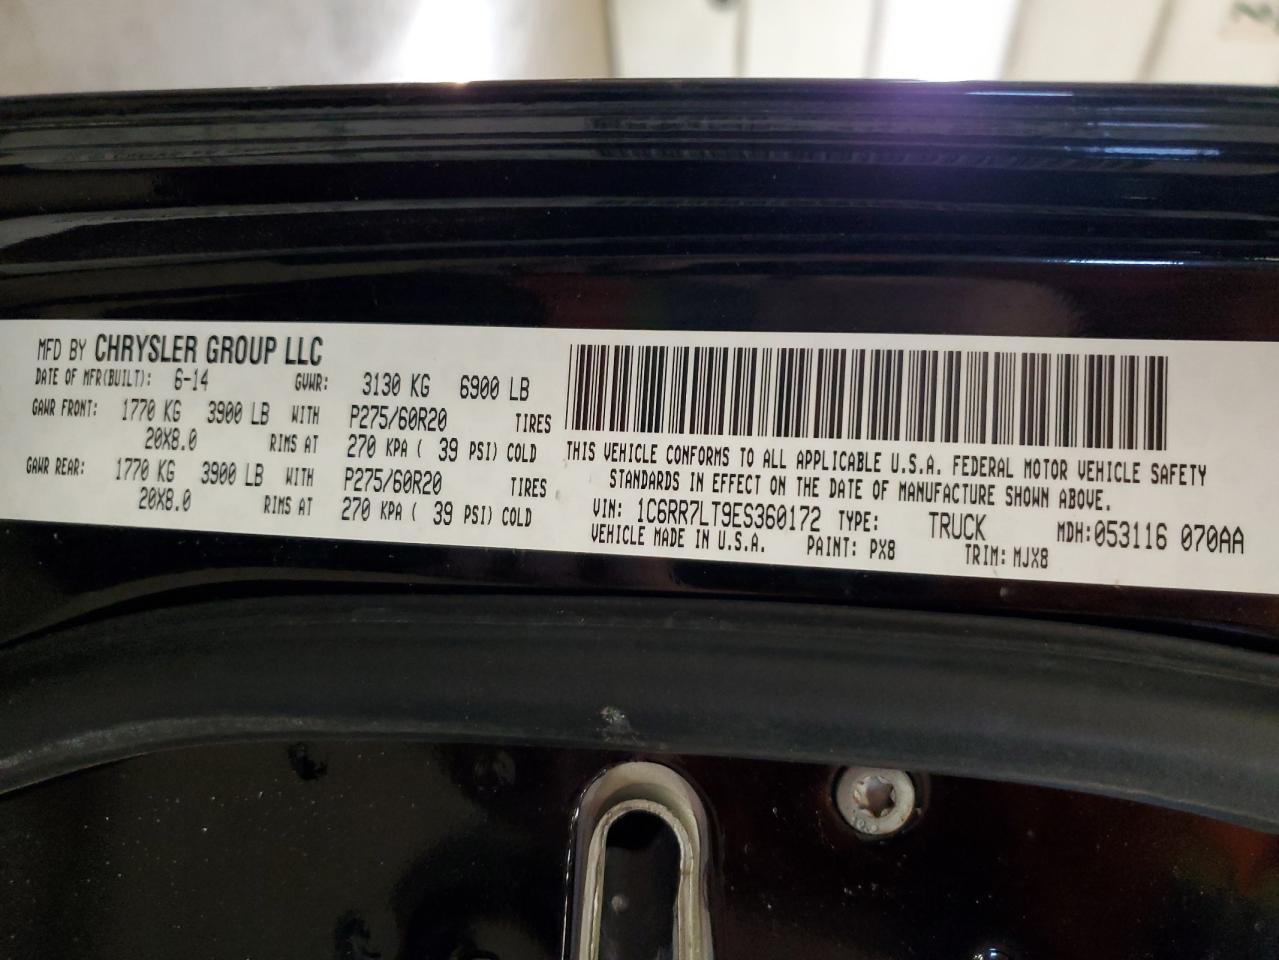 MFD BY CHRYSLER GROUP LLC
DATE OF MFR(BUILT): 6-14 GVWR: 3130 KG 6900 LB
GAWR FRONT: 1770 KG 3900 LB WITH P275/60R20 TIRES
20X8.0 RIMS AT 270 KPA ( 39 PSI) COLD
GAWR REAR: 1770 KG 3900 LB WITH P275/60R20 TIRES
20X8.0 RIMS AT 270 KPA ( 39 PSI) COLD
THIS VEHICLE CONFORMS TO ALL APPLICABLE U.S.A. FEDERAL MOTOR VEHICLE SAFETY
STANDARDS IN EFFECT ON THE DATE OF MANUFACTURE SHOWN ABOVE.
VIN: 1C6RR7LT9ES360172 TYPE: TRUCK MDH:053116 070AA
VEHICLE MADE IN U.S.A. PAINT: PX8 TRIM: MJX8